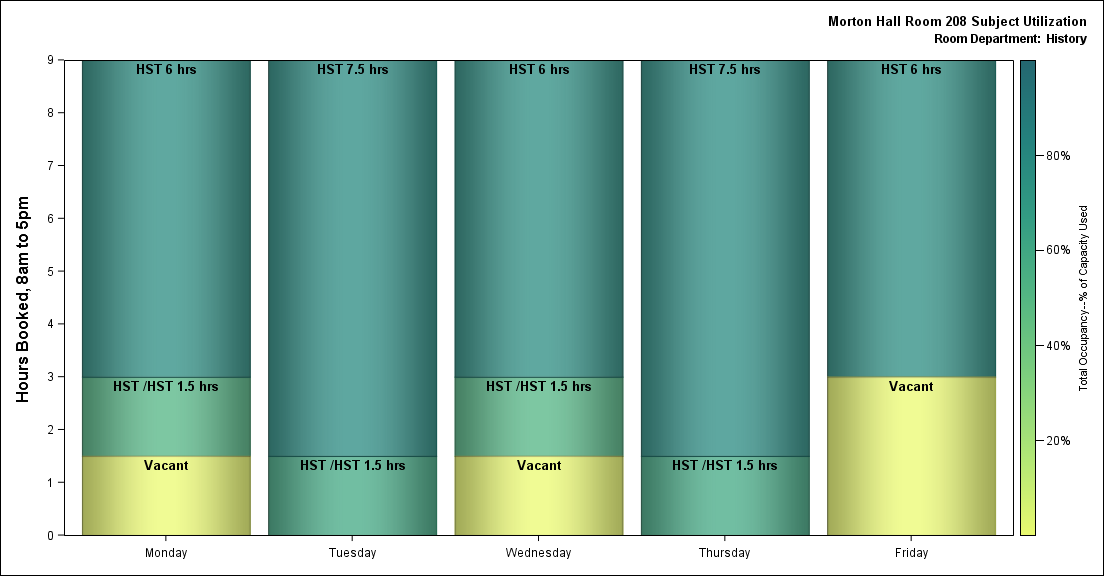 Morton Hall Room 208 Subject Utilization
Room Department: History
Hours Booked, 8am to 5pm
9
8
7
6
5
4
3
2
1
0
HST 6 hrs
HST /HST 1.5 hrs
Vacant
HST 7.5 hrs
HST /HST 1.5 hrs
HST 6 hrs
HST /HST 1.5 hrs
Vacant
HST 7.5 hrs
HST /HST 1.5 hrs
HST 6 hrs
Vacant
Monday
Tuesday
Wednesday
Thursday
Friday
80%
60%
40%
20%
Total Occupancy--% of Capacity Used